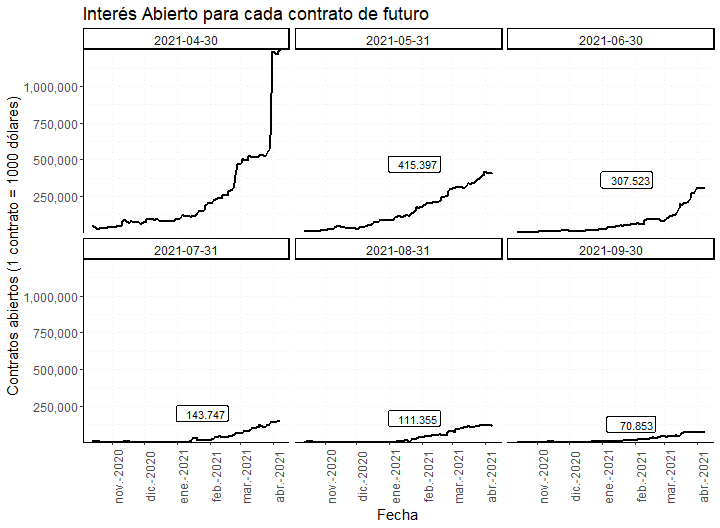 Interés Abierto para cada contrato de futuro
2021-04-30
2021-05-31
2021-06-30
Contratos abiertos (1 contrato = 1000 dólares)
1,000,000
750,000
500,000
250,000
415.397
307.523
2021-07-31
2021-08-31
2021-09-30
1,000,000
750,000
500,000
250,000
143.747
111.355
70.853
nov.-2020
dic.-2020
ene.-2021
feb.-2021
mar.-2021
abr.-2021
nov.-2020
dic.-2020
ene.-2021
feb.-2021
mar.-2021
abr.-2021
nov.-2020
dic.-2020
ene.-2021
feb.-2021
mar.-2021
abr.-2021
Fecha